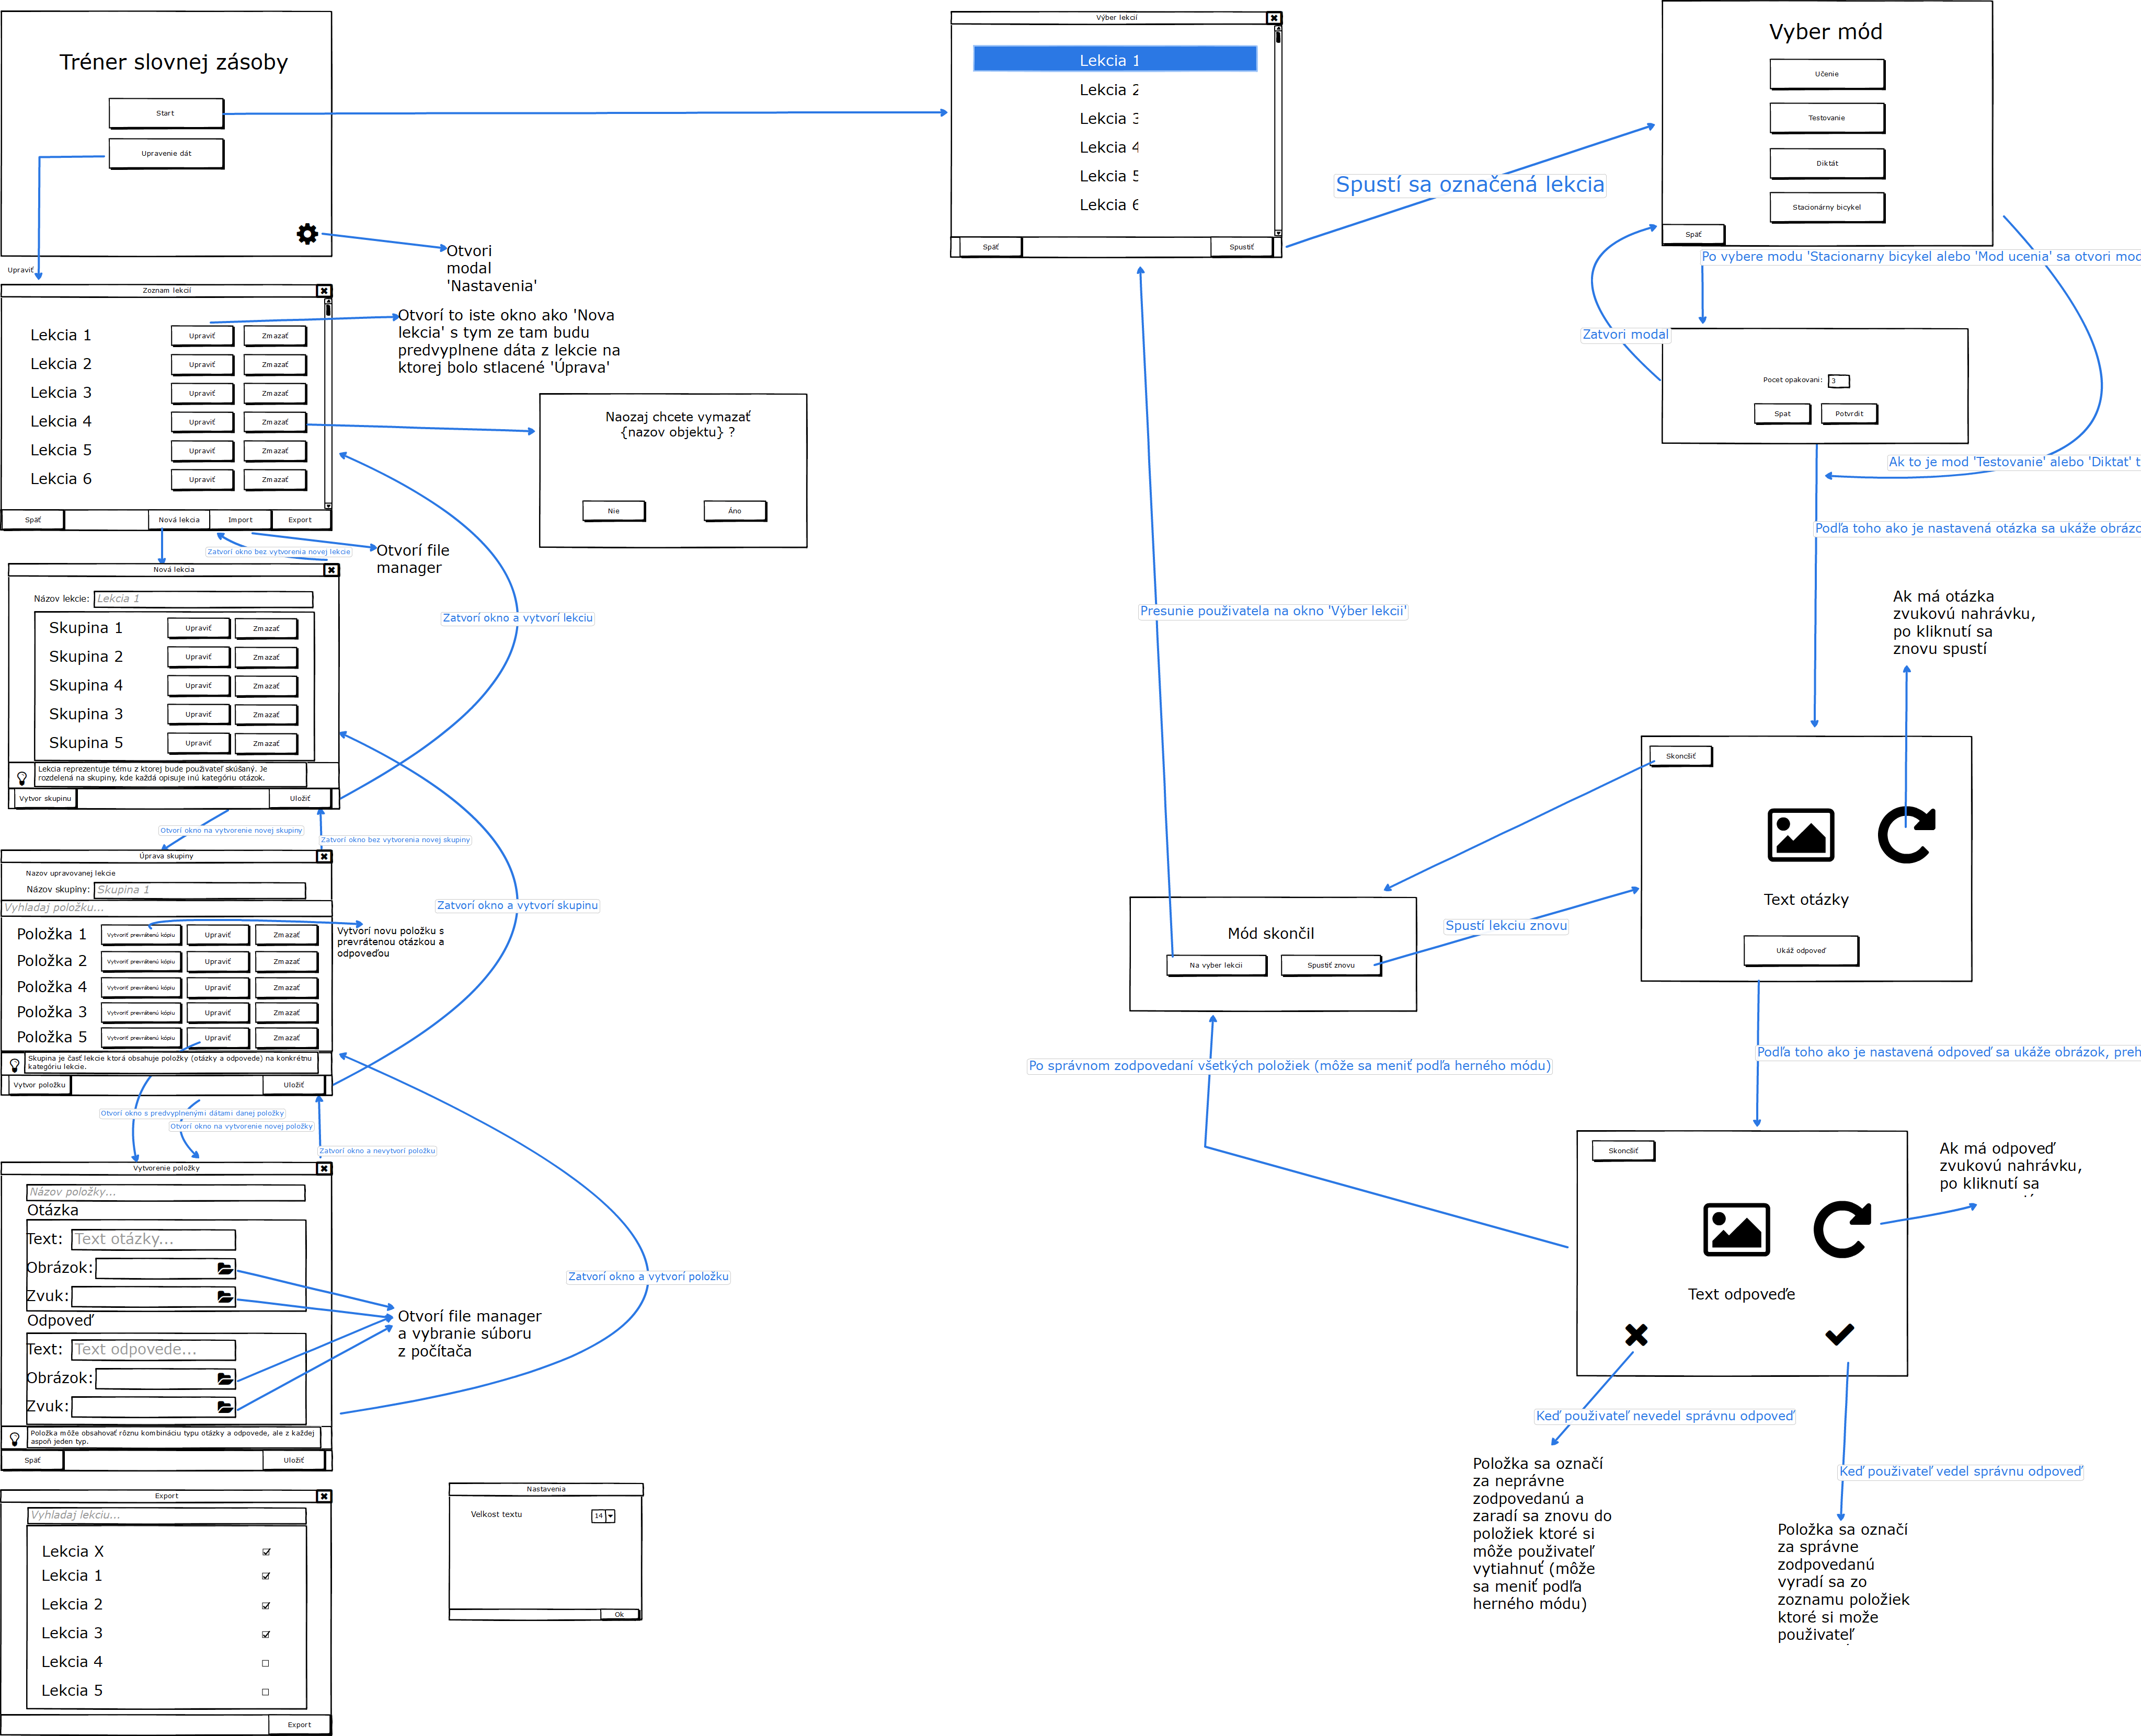 Tréner slovnej zásoby
Start
Upravenie dát
Otvori
modal
'Nastavenia'
Upraviť
Zoznam lekcií
Lekcia 1
Upraviť
Zmazať
Lekcia 2
Upraviť
Zmazať
Lekcia 3
Upraviť
Zmazať
Lekcia 4
Upraviť
Zmazať
Lekcia 5
Upraviť
Zmazať
Lekcia 6
Upraviť
Zmazať
Späť
Nová lekcia
Import
Export
Otvorí to iste okno ako 'Nova
lekcia' s tym ze tam budu
predvyplnene dáta z lekcie na
ktorej bolo stlacené 'Úprava'
Naozaj chcete vymazať
{nazov objektu} ?
Nie
Áno
Zatvorí okno bez vytvorenia novej lekcie
Otvorí file
manager
Nová lekcia
Názov lekcie:
Lekcia 1
Skupina 1
Upraviť
Zmazať
Skupina 2
Upraviť
Zmazať
Skupina 4
Upraviť
Zmazať
Skupina 3
Upraviť
Zmazať
Skupina 5
Upraviť
Zmazať
Lekcia reprezentuje tému z ktorej bude použivateľ skúšaný. Je
rozdelená na skupiny, kde každá opisuje inú kategóriu otázok.
Vytvor skupinu
Uložiť
Zatvorí okno a vytvorí lekciu
Otvorí okno na vytvorenie novej skupiny
Zatvorí okno bez vytvorenia novej skupiny
Úprava skupiny
Nazov upravovanej lekcie
Názov skupiny:
Skupina 1
Vyhladaj položku...
Položka 1
Vytvoriť prevrátenú kópiu
Upraviť
Zmazať
Položka 2
Vytvoriť prevrátenú kópiu
Upraviť
Zmazať
Položka 4
Vytvoriť prevrátenú kópiu
Upraviť
Zmazať
Položka 3
Vytvoriť prevrátenú kópiu
Upraviť
Zmazať
Položka 5
Vytvoriť prevrátenú kópiu
Upraviť
Zmazať
Skupina je časť lekcie ktorá obsahuje položky (otázky a odpovede) na konkrétnu
kategóriu lekcie.
Vytvor položku
Uložiť
Zatvorí okno a vytvorí skupinu
Vytvorí novu položku s
prevrátenou otázkou a
odpoveďou
Otvorí okno s predvyplnenými dátami danej položky
Otvorí okno na vytvorenie novej položky
Zatvorí okno a nevytvorí položku
Vytvorenie položky
Názov položky...
Otázka
Text:
Text otázky...
Obrázok:
Zvuk:
Odpoveď
Text:
Text odpovede...
Obrázok:
Zvuk:
Položka môže obsahovať rôznu kombináciu typu otázky a odpovede, ale z každej
aspoň jeden typ.
Späť
Uložiť
Otvorí file manager
a vybranie súboru
z počítača
Zatvorí okno a vytvorí položku
Export
Vyhladaj lekciu...
Lekcia X
Lekcia 1
Lekcia 2
Lekcia 3
Lekcia 4
Lekcia 5
Export
Nastavenia
Velkost textu
14
Ok
Výber lekcií
Lekcia 1
Lekcia 2
Lekcia 3
Lekcia 4
Lekcia 5
Lekcia 6
Späť
Spustiť
Spustí sa označená lekcia
Vyber mód
Učenie
Testovanie
Diktát
Stacionárny bicykel
Späť
Po vybere modu 'Stacionarny bicykel alebo 'Mod ucenia' sa otvori mod
Zatvori modal
Pocet opakovani:
3
Spat
Potvrdit
Ak to je mod 'Testovanie' alebo 'Diktat' t
Podľa toho ako je nastavená otázka sa ukáže obrázo
Presunie použivatela na okno 'Výber lekcii'
Ak má otázka
zvukovú nahrávku,
po kliknutí sa
znovu spustí
Skoncšiť
Text otázky
Ukáž odpoveď
Mód skončil
Na vyber lekcii
Spustiť znovu
Spustí lekciu znovu
Po správnom zodpovedaní všetkých položiek (môže sa meniť podľa herného módu)
Podľa toho ako je nastavená odpoveď sa ukáže obrázok, preh
Skoncšiť
Text odpoveďe
Ak má odpoveď
zvukovú nahrávku,
po kliknutí sa
Keď použivateľ nevedel správnu odpoveď
Položka sa označí
za neprávne
zodpovedanú a
zaradí sa znovu do
položiek ktoré si
môže použivateľ
vytiahnuť (môže
sa meniť podľa
herného módu)
Keď použivateľ vedel správnu odpoveď
Položka sa označí
za správne
zodpovedanú
vyradí sa zo
zoznamu položiek
ktoré si može
použivateľ